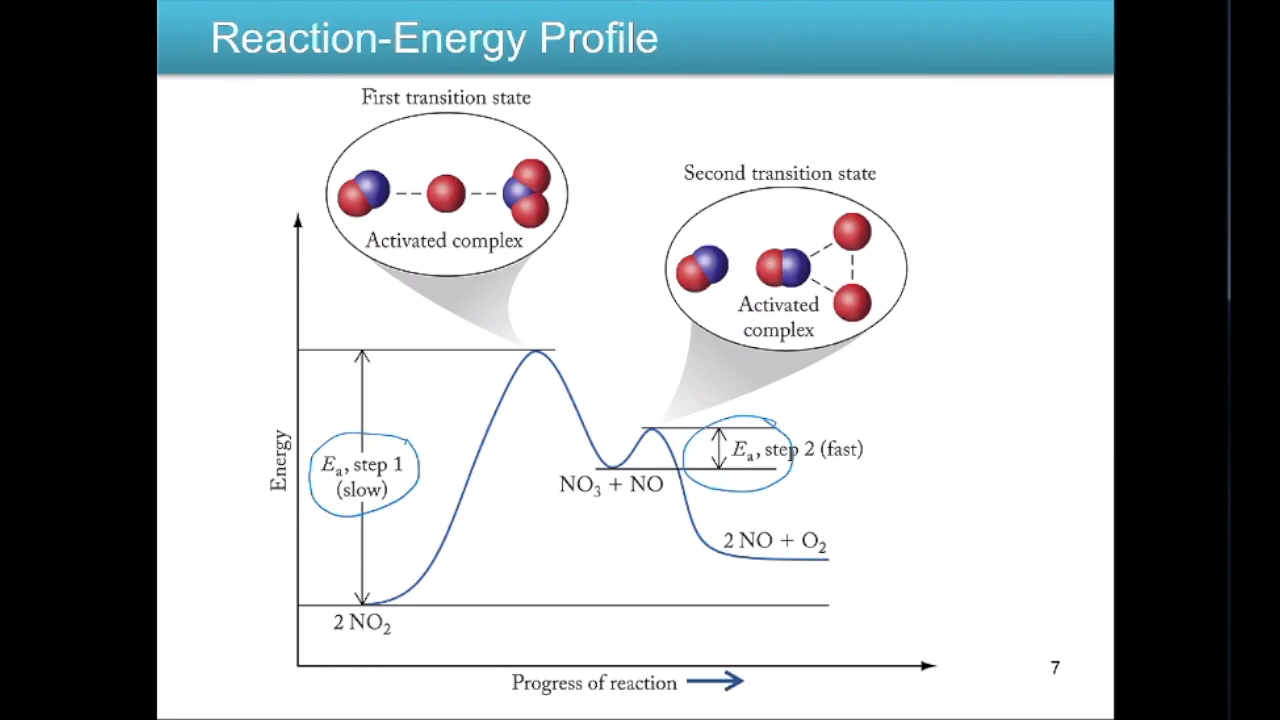 Reaction-Energy Profile
First transition state
Activated complex
Second transition state
Activated
complex
Energy
Eₐ, step 1
(slow)
Eₐ, step 2 (fast)
NO₃ + NO
2 NO + O₂
2 NO₂
Progress of reaction
7